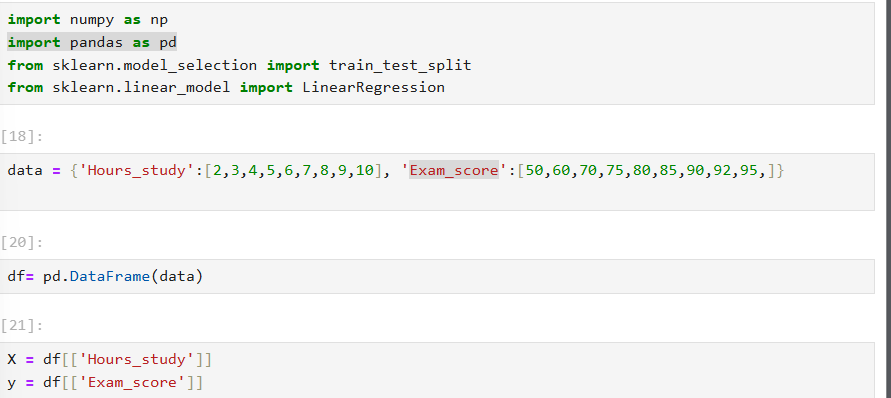 import numpy as np
import pandas as pd
from sklearn.model_selection import train_test_split
from sklearn.linear_model import LinearRegression
[18]:
data = {'Hours_study':[2,3,4,5,6,7,8,9,10], 'Exam_score':[50,60,70,75,80,85,90,92,95,]}
[20]:
df= pd.DataFrame(data)
[21]:
X = df[['Hours_study']]
y = df[['Exam_score']]